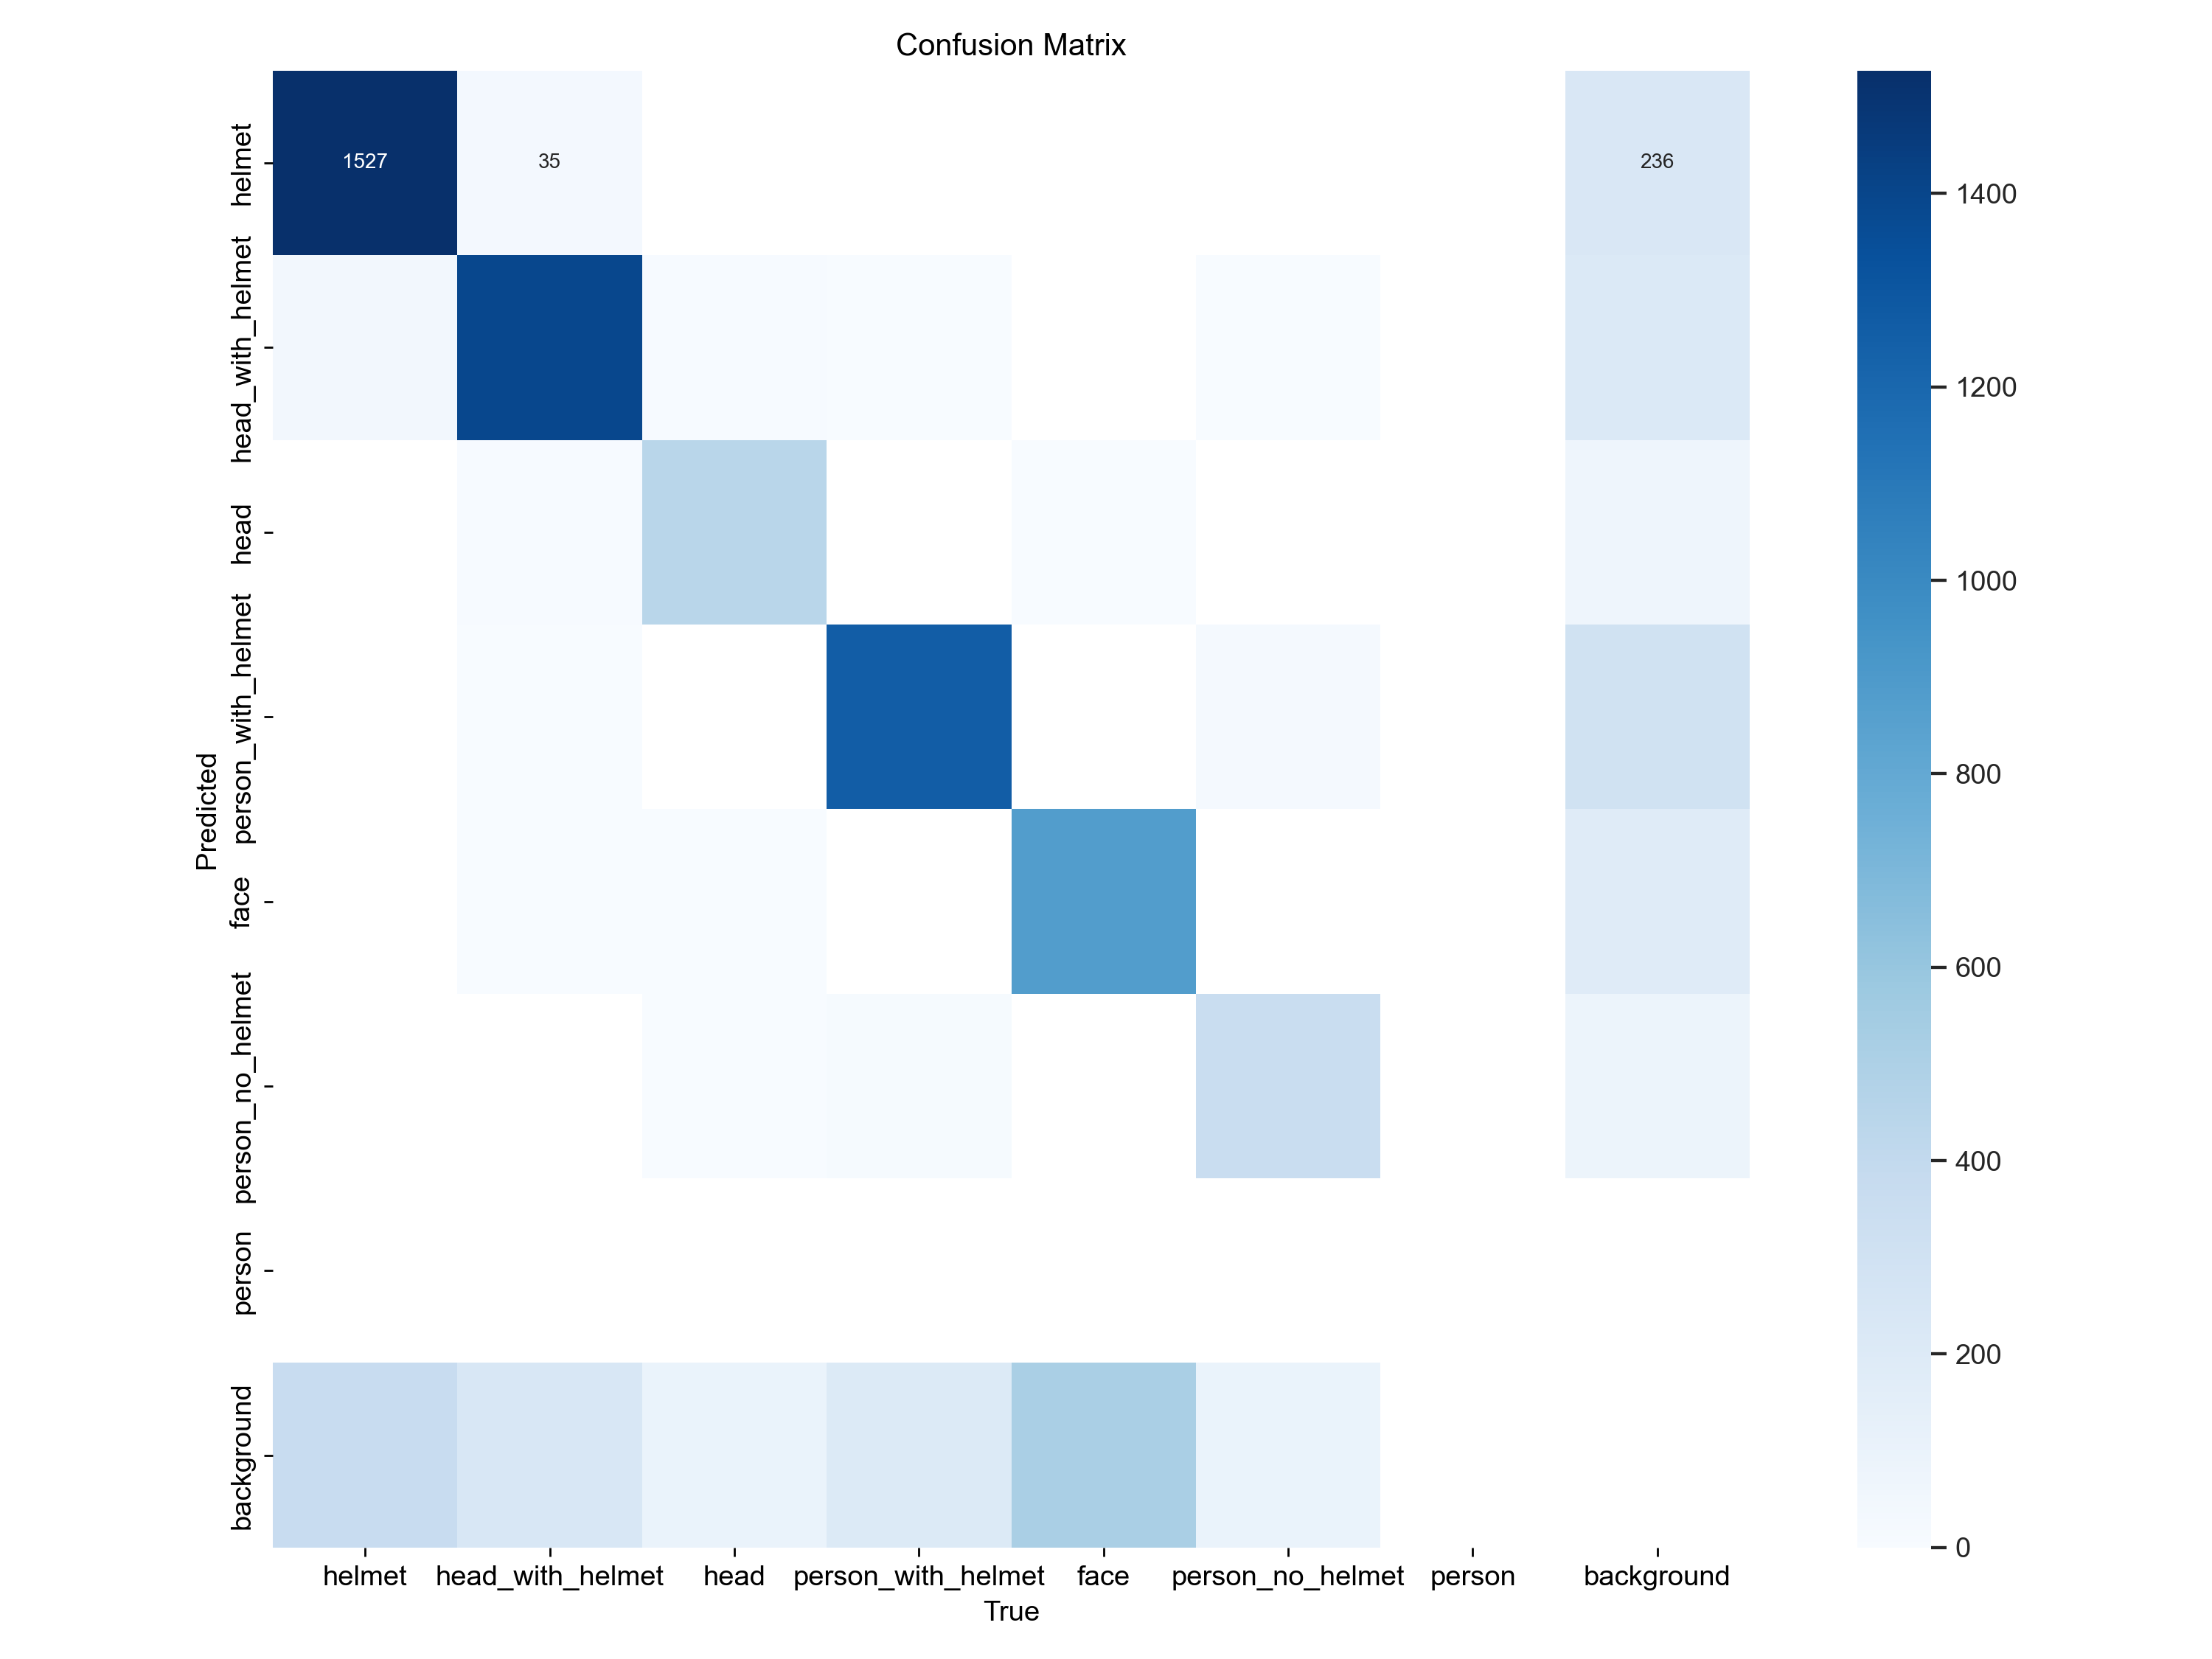 Confusion Matrix
helmet
head_with_helmet
head
person_with_helmet
face
person_no_helmet
person
background
Predicted
1527 35 236
1400
1200
1000
800
600
400
200
0
helmet head_with_helmet head person_with_helmet face person_no_helmet person background
True